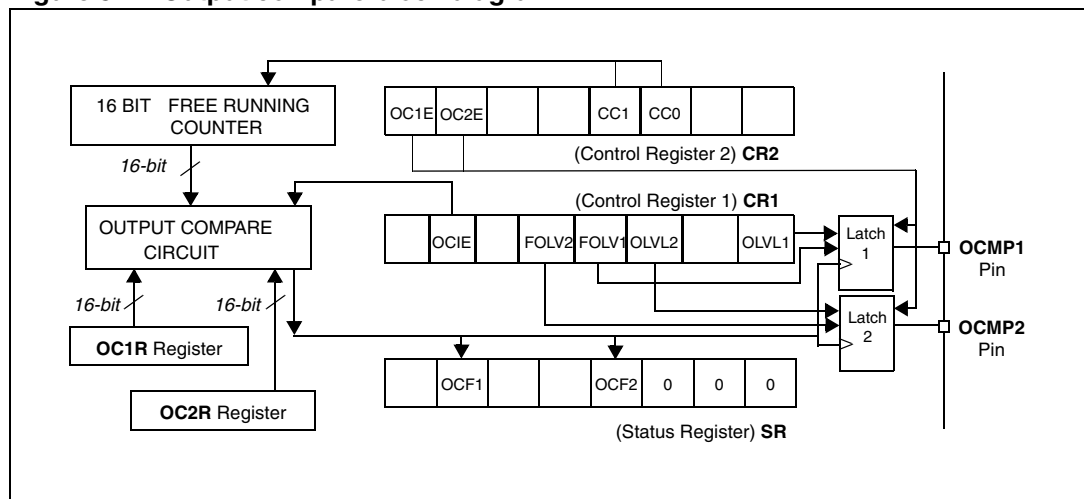 16 BIT FREE RUNNING
COUNTER
OC1E OC2E CC1 CC0
(Control Register 2) CR2
16-bit
(Control Register 1) CR1
OUTPUT COMPARE
CIRCUIT
OCIE FOLV2 FOLV1 OLVL2 OLVL1
Latch
1
OCMP1
Pin
16-bit 16-bit
Latch
2
OCMP2
Pin
OC1R Register
OCF1 OCF2 0 0 0
OC2R Register
(Status Register) SR